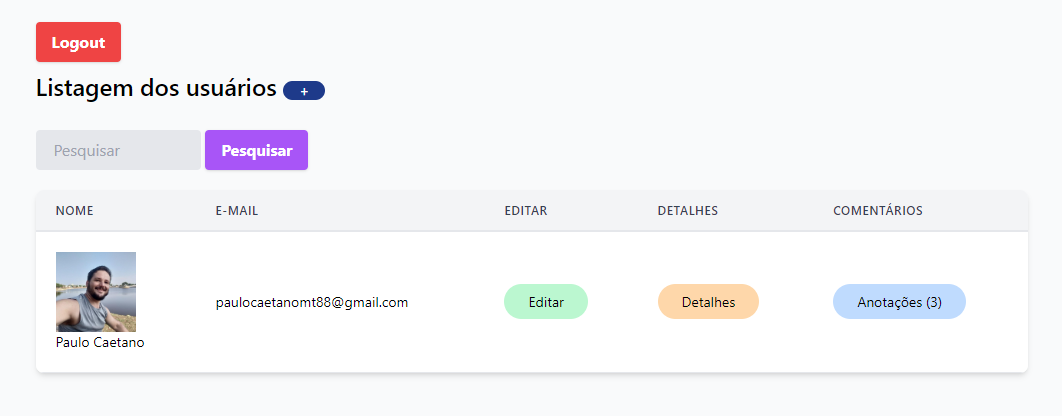 Logout
Listagem dos usuários +
Pesquisar Pesquisar
NOME E-MAIL EDITAR DETALHES COMENTÁRIOS
paulocaetanomt88@gmail.com Editar Detalhes Anotações (3)
Paulo Caetano